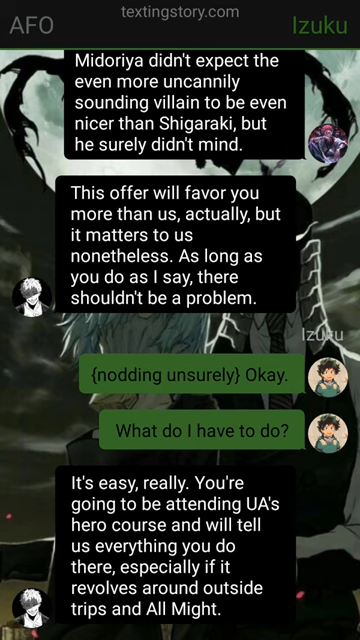 textingstory.com
AFO
Izuku
Midoriya didn't expect the
even more uncannily
sounding villain to be even
nicer than Shigaraki, but
he surely didn't mind.
This offer will favor you
more than us, actually, but
it matters to us
nonetheless. As long as
you do as I say, there
shouldn't be a problem.
Izuku
{nodding unsurely} Okay.
What do I have to do?
It's easy, really. You're
going to be attending UA's
hero course and will tell
us everything you do
there, especially if it
revolves around outside
trips and All Might.